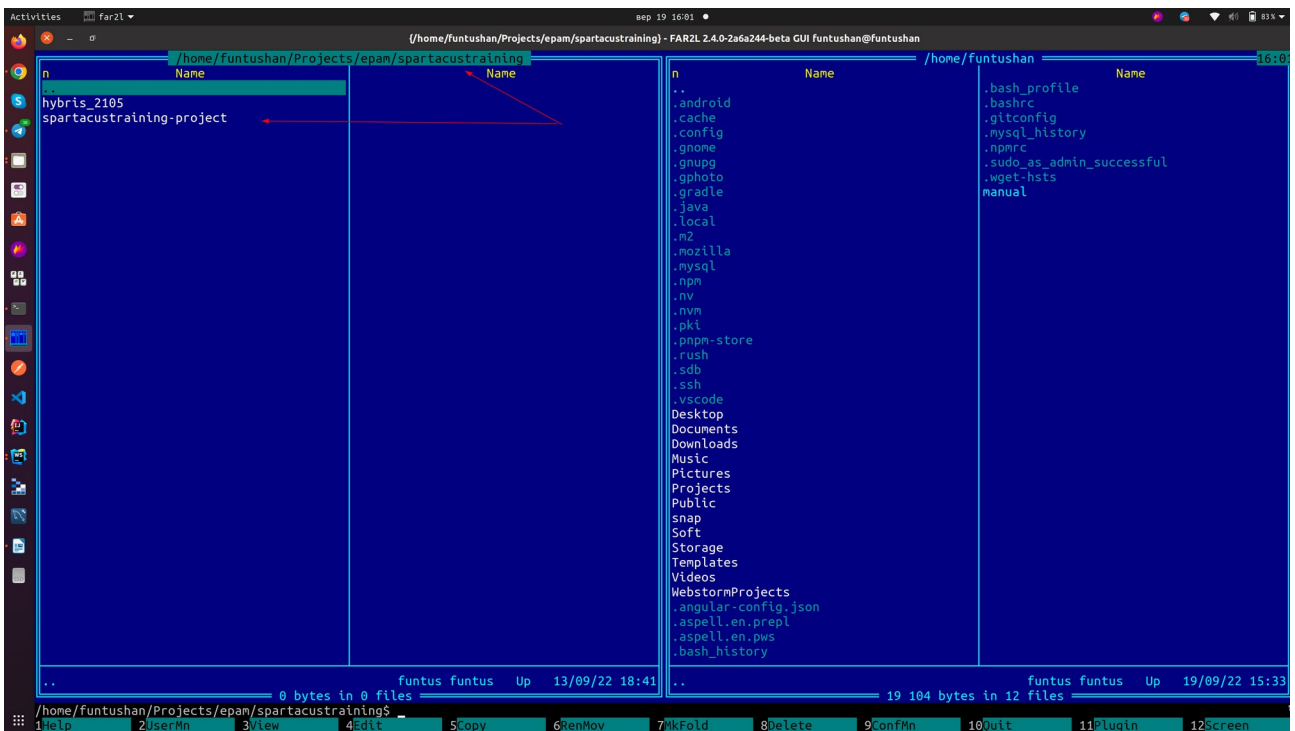 Activities far2l вер 19 16:01 83%
{/home/funtushan/Projects/epam/spartacustraining} - FAR2L 2.4.0-2a6a244-beta GUI funtushan@funtushan
/home/funtushan/Projects/epam/spartacustraining
n Name Name
..
hybris_2105
spartacustraining-project
.. funtus funtus Up 13/09/22 18:41
0 bytes in 0 files
/home/funtushan 16:01
n Name Name
..
.android
.cache
.config
.gnome
.gnupg
.gphoto
.gradle
.java
.local
.m2
.mozilla
.mysql
.npm
.nv
.nvm
.pki
.pnpm-store
.rush
.sdb
.ssh
.vscode
Desktop
Documents
Downloads
Music
Pictures
Projects
Public
snap
Soft
Storage
Templates
Videos
WebstormProjects
.angular-config.json
.aspell.en.prepl
.aspell.en.pws
.bash_history
.bash_profile
.bashrc
.gitconfig
.mysql_history
.npmrc
.sudo_as_admin_successful
.wget-hsts
manual
.. funtus funtus Up 19/09/22 15:33
19 104 bytes in 12 files
/home/funtushan/Projects/epam/spartacustraining$
1Help 2UserMn 3View 4Edit 5Copy 6RenMov 7MkFold 8Delete 9ConfMn 10Quit 11Plugin 12Screen